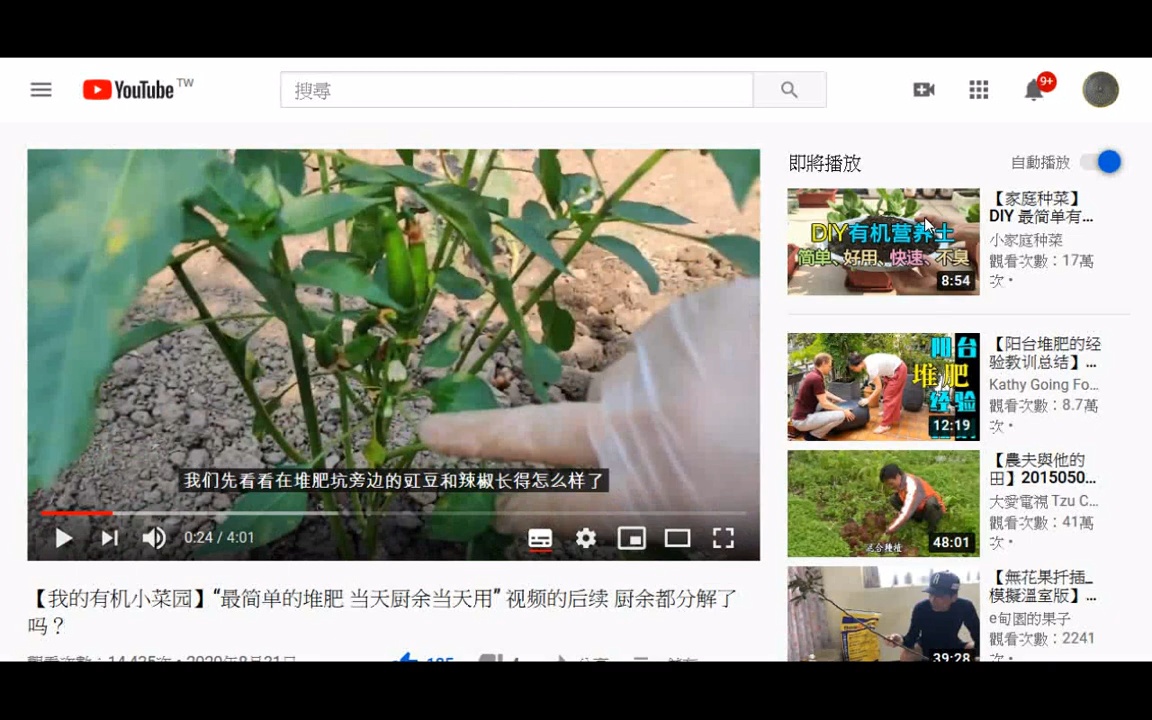 YouTube TW
搜尋
9+
我们先看看在堆肥坑旁边的豇豆和辣椒长得怎么样了
0:24 / 4:01
【我的有机小菜园】“最简单的堆肥 当天厨余当天用” 视频的后续 厨余都分解了
吗？
即將播放
自動播放
DIY有机营养土
简单、好用、快速、不臭
8:54
【家庭种菜】
DIY 最简单有...
小家庭种菜
觀看次數：17萬
次 •
阳台
堆肥
经验
12:19
【阳台堆肥的经
验教训总结】...
Kathy Going Fo...
觀看次數：8.7萬
次 •
48:01
【農夫與他的
田】2015050...
大愛電視 Tzu C...
觀看次數：41萬
次 •
39:28
【無花果扦插_
模擬溫室版】...
e甸園的果子
觀看次數：2241